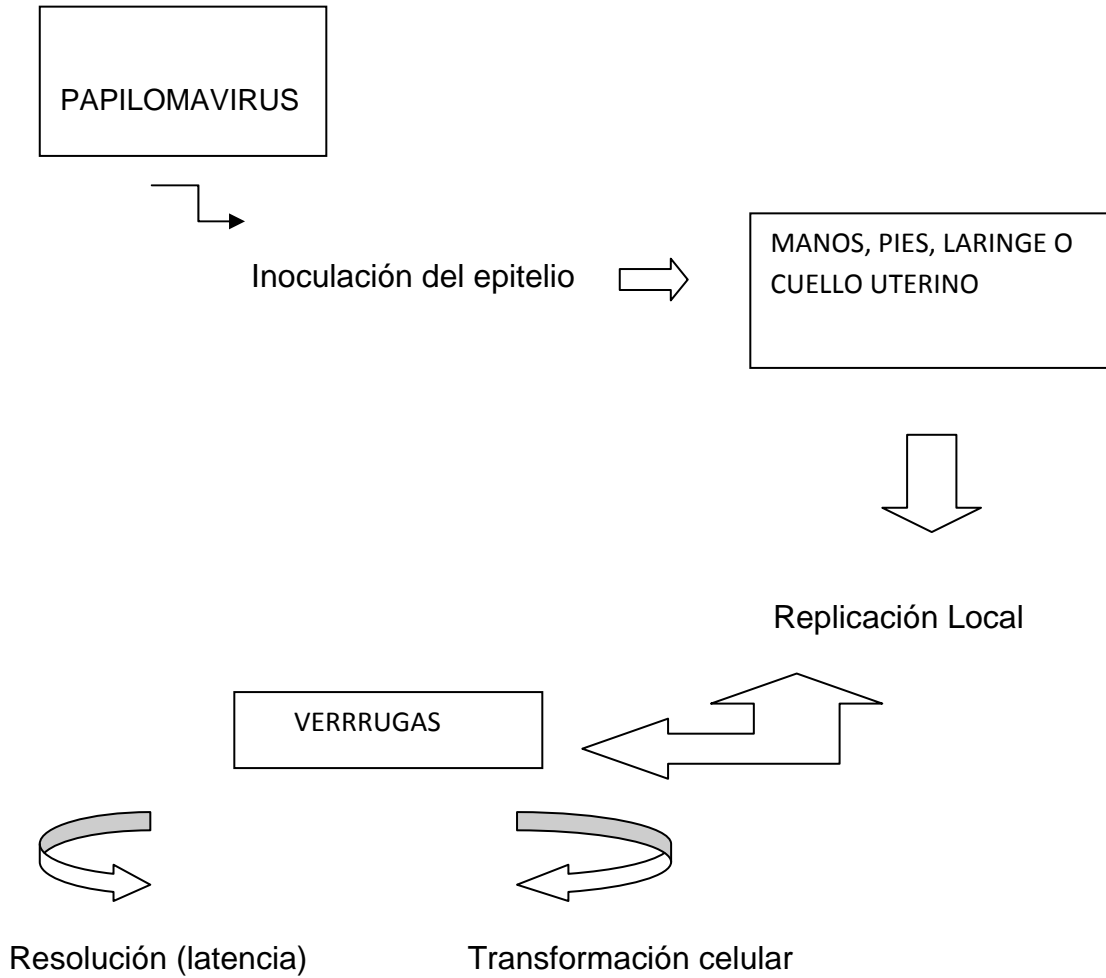 PAPILOMAVIRUS
Inoculación del epitelio
MANOS, PIES, LARINGE O
CUELLO UTERINO
Replicación Local
VERRRUGAS
Resolución (latencia)
Transformación celular